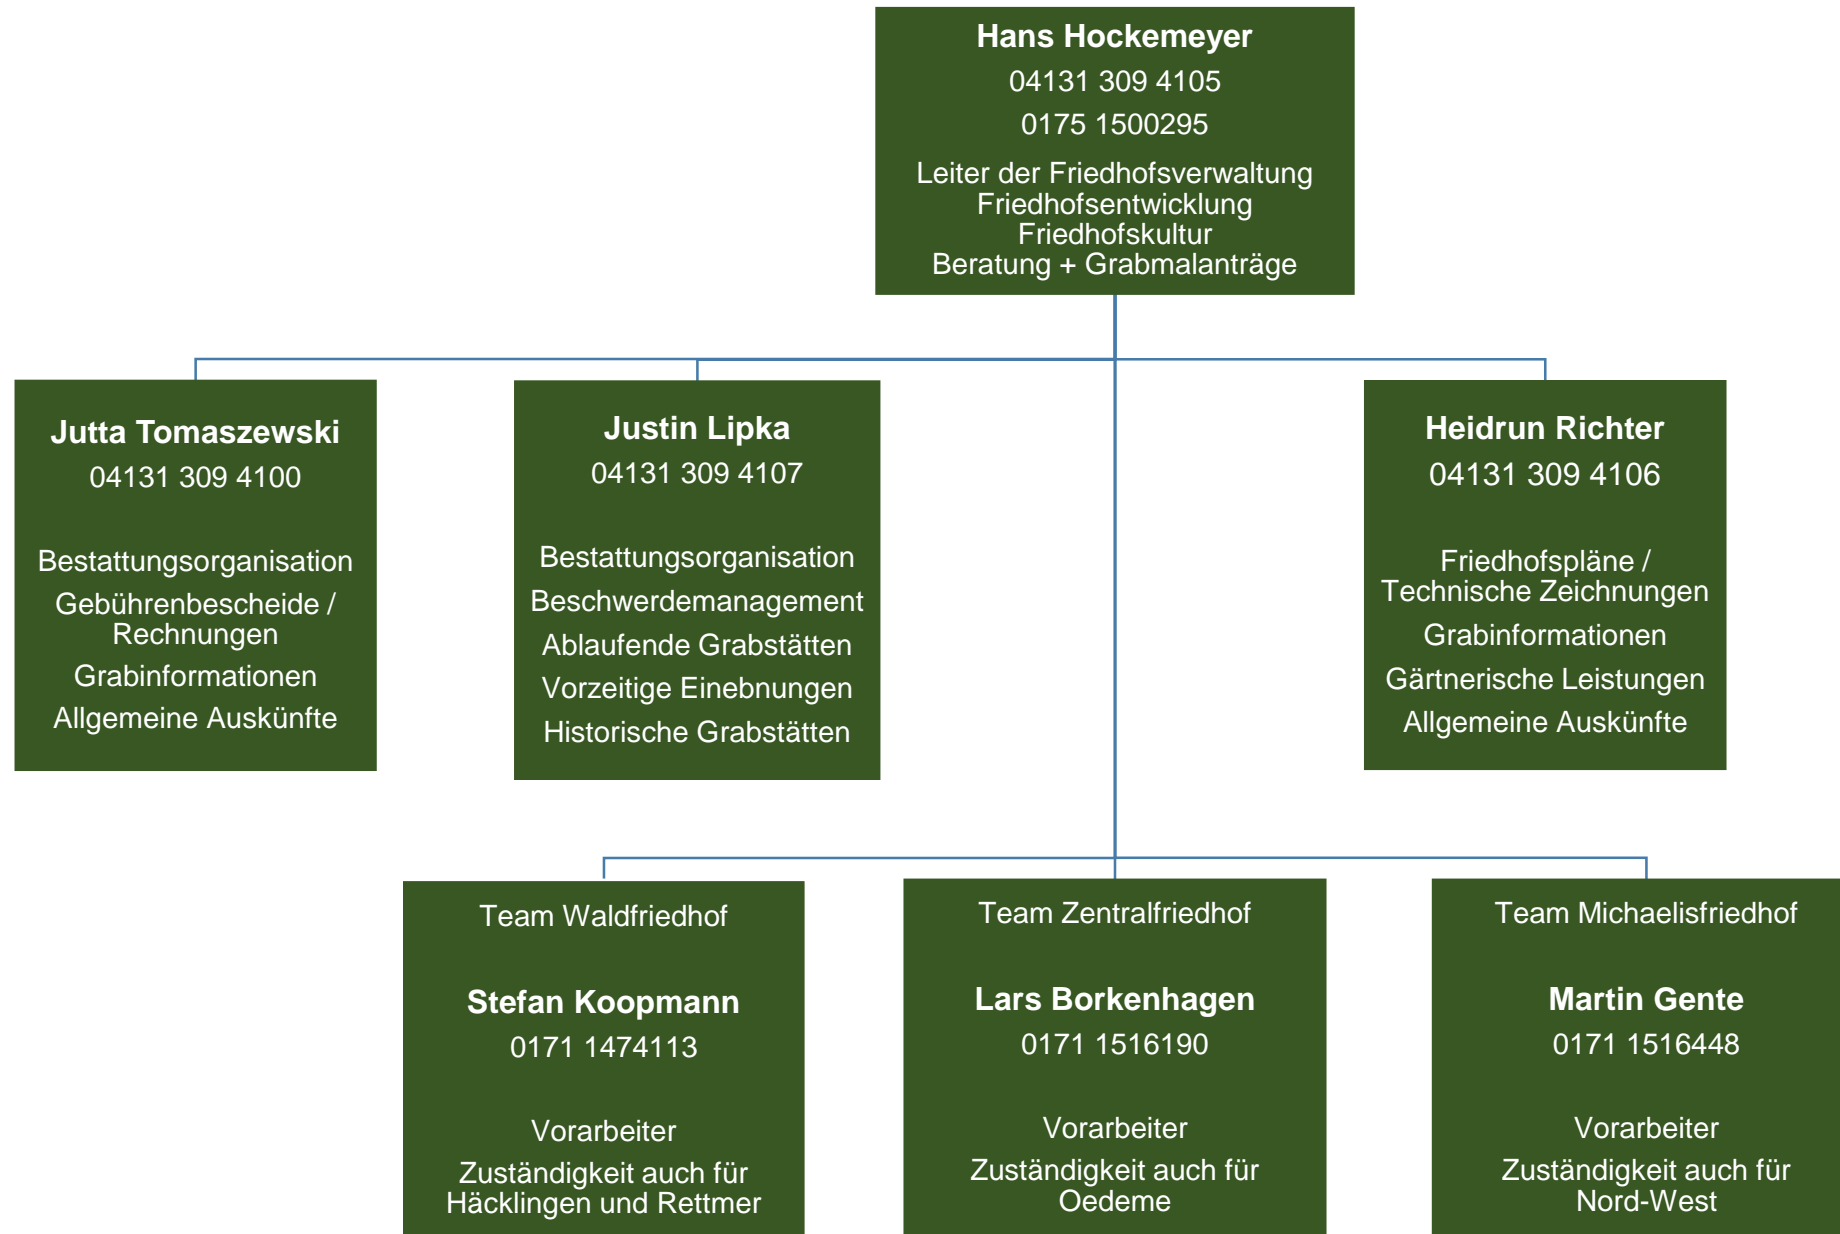 Hans Hockemeyer
04131 309 4105
0175 1500295
Leiter der Friedhofsverwaltung
Friedhofsentwicklung
Friedhofskultur
Beratung + Grabmalanträge
Jutta Tomaszewski
04131 309 4100
Bestattungsorganisation
Gebührenbescheide /
Rechnungen
Grabinformationen
Allgemeine Auskünfte
Justin Lipka
04131 309 4107
Bestattungsorganisation
Beschwerdemanagement
Ablaufende Grabstätten
Vorzeitige Einebnungen
Historische Grabstätten
Heidrun Richter
04131 309 4106
Friedhofspläne /
Technische Zeichnungen
Grabinformationen
Gärtnerische Leistungen
Allgemeine Auskünfte
Team Waldfriedhof
Stefan Koopmann
0171 1474113
Vorarbeiter
Zuständigkeit auch für
Häcklingen und Rettmer
Team Zentralfriedhof
Lars Borkenhagen
0171 1516190
Vorarbeiter
Zuständigkeit auch für
Oedeme
Team Michaelisfriedhof
Martin Gente
0171 1516448
Vorarbeiter
Zuständigkeit auch für
Nord-West